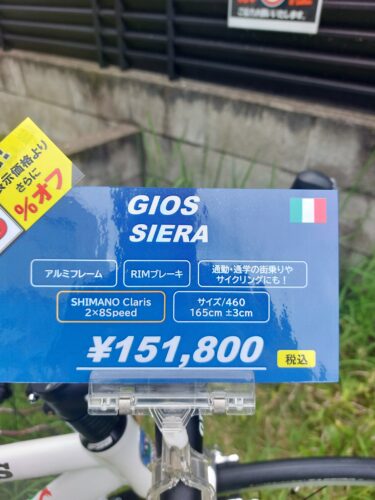 示価格より
さらに
%オフ
GIOS
SIERA
アルミフレーム
RIMブレーキ
通勤・通学の街乗りや
サイクリングにも！
SHIMANO Claris
2×8Speed
サイズ/460
165cm ±3cm
¥151,800
税込
S